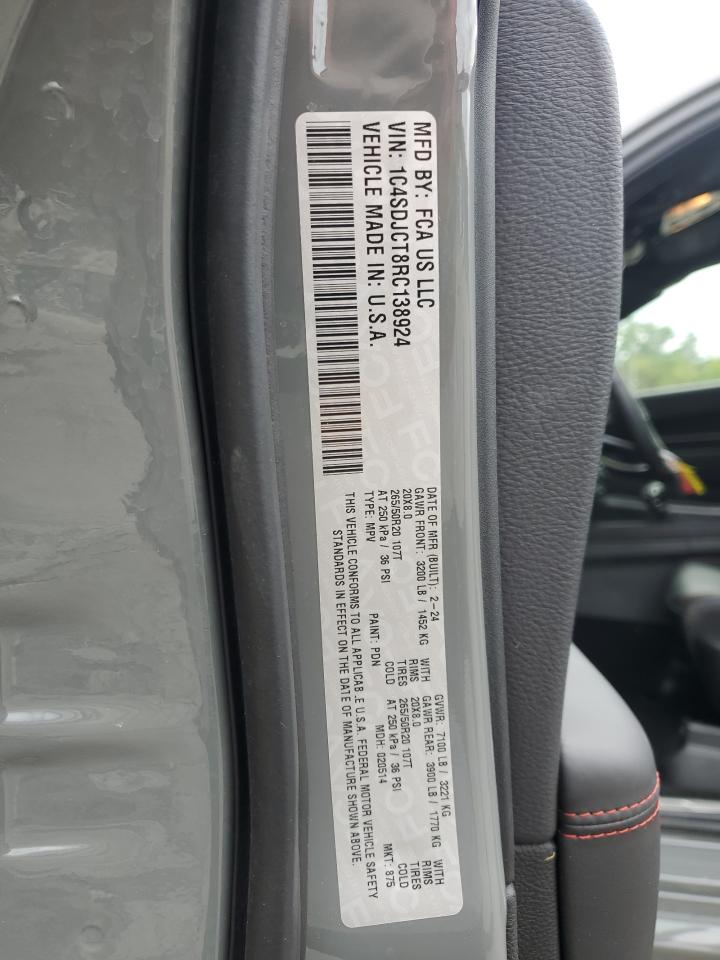 MFD BY: FCA US LLC
VIN: 1C4SDJCT8RC138924
VEHICLE MADE IN: U.S.A.
DATE OF MFR (BUILT): 2-24 GVWR: 7100 LB / 3221 KG
GAWR FRONT: 3200 LB / 1452 KG WITH GAWR REAR: 3900 LB / 1770 KG WITH
20X8.0 RIMS 20X8.0 RIMS
265/50R20 107T TIRES 265/50R20 107T TIRES
AT 250 kPa / 36 PSI COLD AT 250 kPa / 36 PSI COLD
TYPE: MPV PAINT: PDN MDH: 020514 MKT: 875
THIS VEHICLE CONFORMS TO ALL APPLICAB.E U.S.A. FEDERAL MOTOR VEHICLE SAFETY
STANDARDS IN EFFECT ON THE DATE OF MANUFACTURE SHOWN ABOVE.